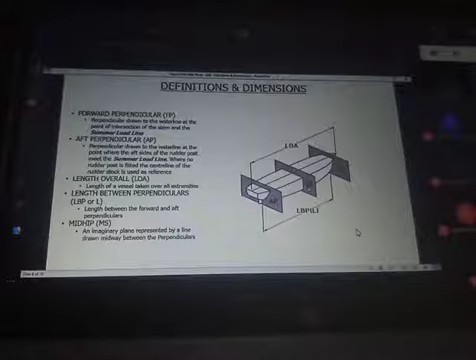 DEFINITIONS & DIMENSIONS
• FORWARD PERPENDICULAR (FP)
• Perpendicular drawn to the waterline at the
point of intersection of the stem and the
Summer Load Line
• AFT PERPENDICULAR (AP)
• Perpendicular drawn to the waterline at the
point where the aft sides of the rudder post
meet the Summer Load Line. Where no
rudder post is fitted the centreline of the
rudder stock is used as reference
• LENGTH OVERALL (LOA)
• Length of a vessel taken over all extremities
• LENGTH BETWEEN PERPENDICULARS
(LBP or L)
• Length between the forward and aft
perpendiculars
• MIDHIP (MS)
• An imaginary plane represented by a line
drawn midway between the Perpendiculars
LOA
AP